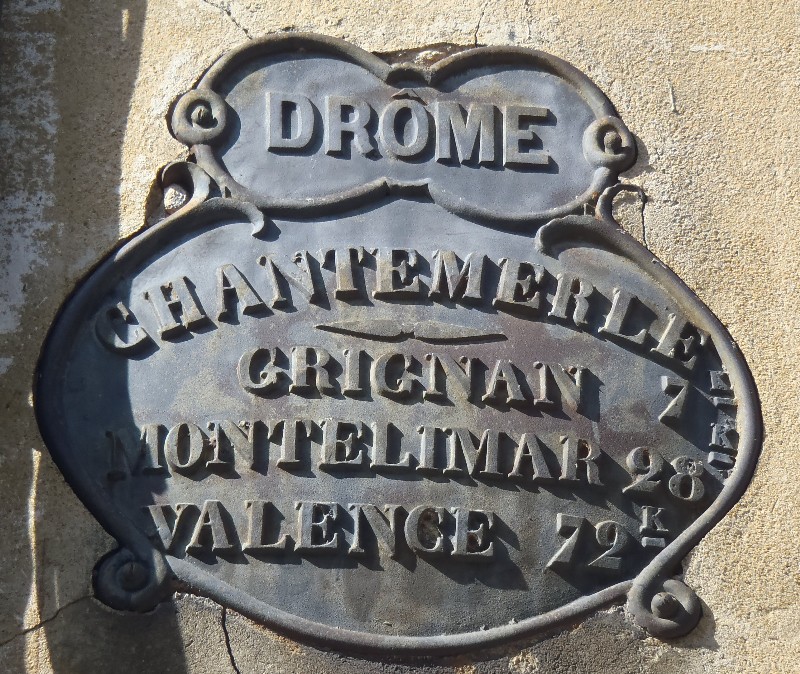 DRÔME
CHANTEMERLE
GRIGNAN 7K
MONTELIMAR 28K
VALENCE 72K